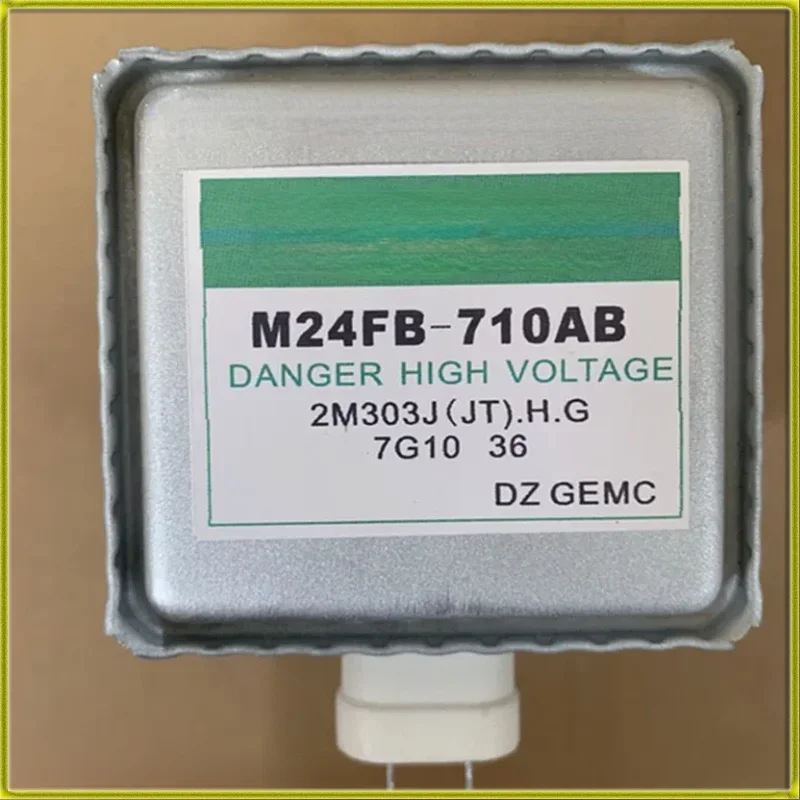 M24FB-710AB
DANGER HIGH VOLTAGE
2M303J(JT).H.G
7G10 36
DZ GEMC